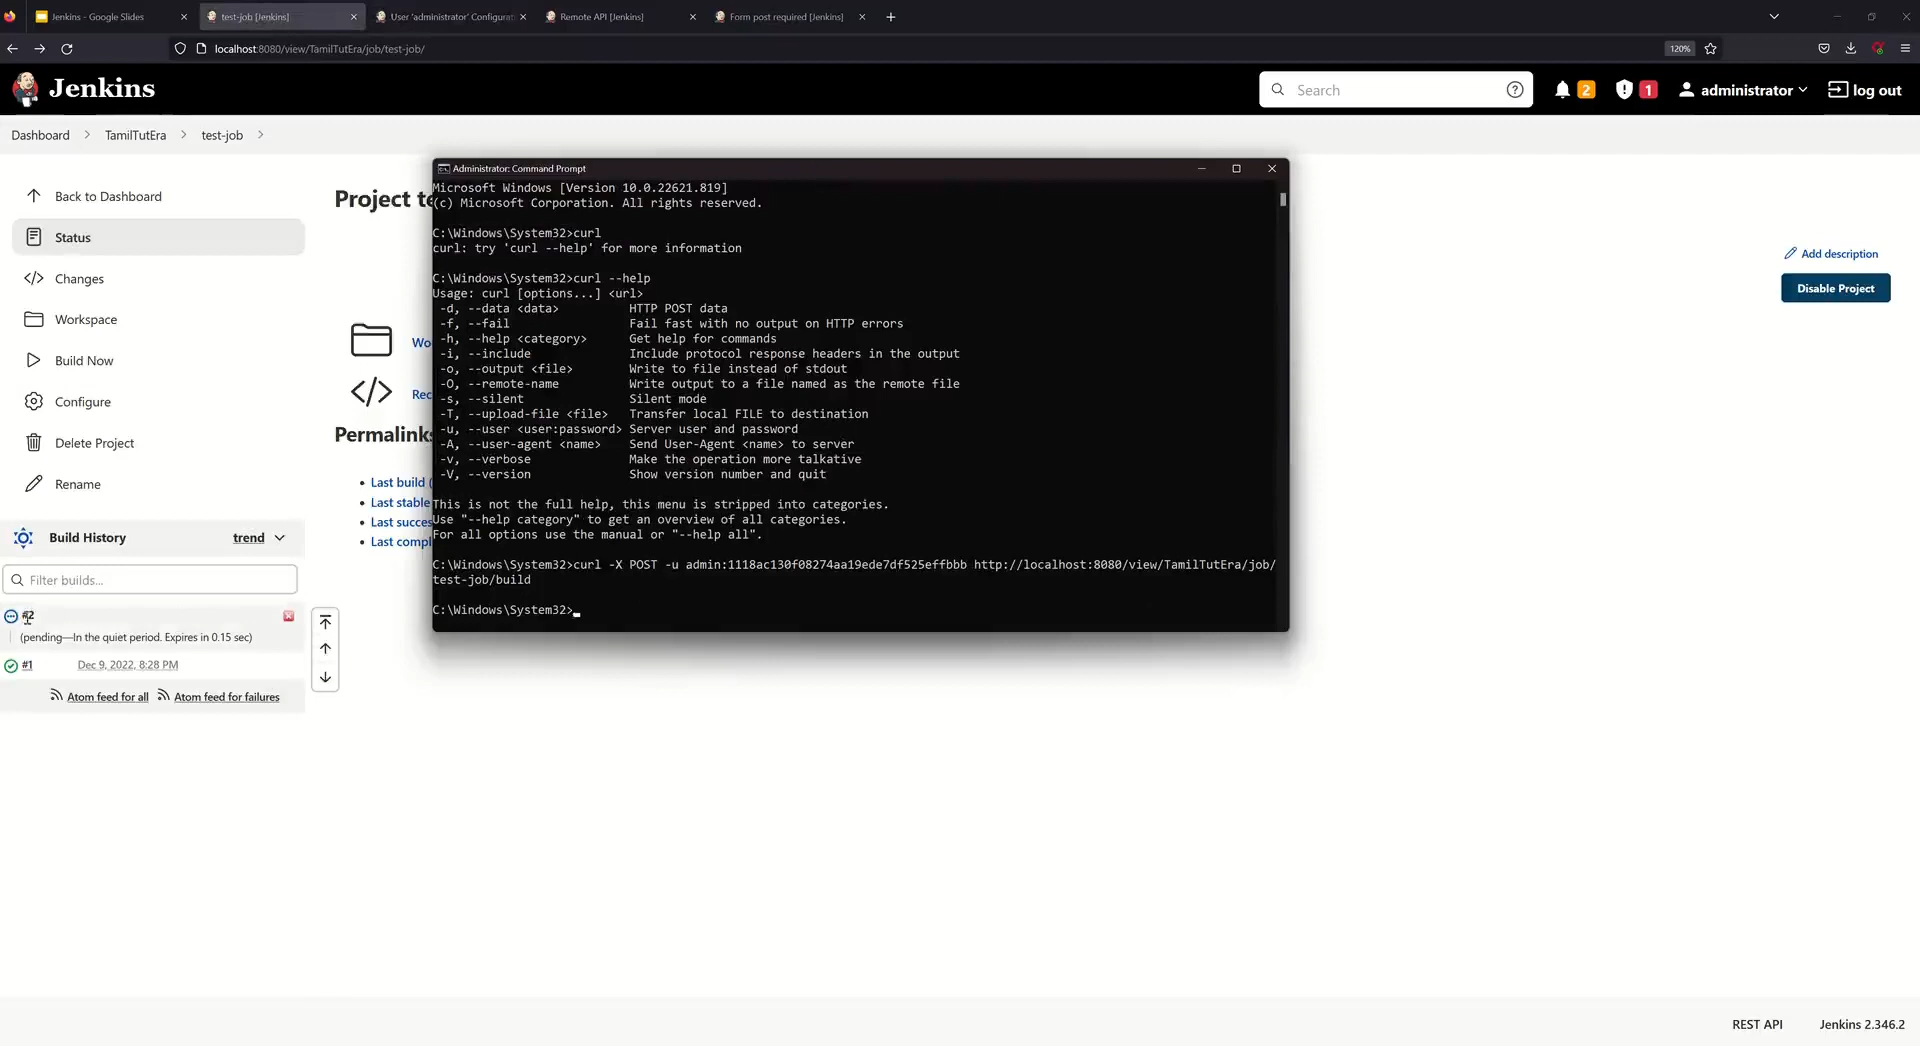 Jenkins - Google Slides
test-job [Jenkins]
User 'administrator' Configurat
Remote API [Jenkins]
Form post required [Jenkins]
localhost:8080/view/TamilTutEra/job/test-job/
120%
Jenkins
Search
2
1
administrator
log out
Dashboard
TamilTutEra
test-job
Back to Dashboard
Status
Changes
Workspace
Build Now
Configure
Delete Project
Rename
Build History
trend
Filter builds...
#2
(pending—In the quiet period. Expires in 0.15 sec)
#1
Dec 9, 2022, 8:28 PM
Atom feed for all
Atom feed for failures
Project te
Wo
Rec
Permalinks
Last build (
Last stable
Last succes
Last compl
Add description
Disable Project
Administrator: Command Prompt
Microsoft Windows [Version 10.0.22621.819]
(c) Microsoft Corporation. All rights reserved.
C:\Windows\System32>curl
curl: try 'curl --help' for more information
C:\Windows\System32>curl --help
Usage: curl [options...] <url>
-d, --data <data> HTTP POST data
-f, --fail Fail fast with no output on HTTP errors
-h, --help <category> Get help for commands
-i, --include Include protocol response headers in the output
-o, --output <file> Write to file instead of stdout
-O, --remote-name Write output to a file named as the remote file
-s, --silent Silent mode
-T, --upload-file <file> Transfer local FILE to destination
-u, --user <user:password> Server user and password
-A, --user-agent <name> Send User-Agent <name> to server
-v, --verbose Make the operation more talkative
-V, --version Show version number and quit
This is not the full help, this menu is stripped into categories.
Use "--help category" to get an overview of all categories.
For all options use the manual or "--help all".
C:\Windows\System32>curl -X POST -u admin:1118ac130f08274aa19ede7df525effbbb http://localhost:8080/view/TamilTutEra/job/
test-job/build
C:\Windows\System32>
REST API
Jenkins 2.346.2